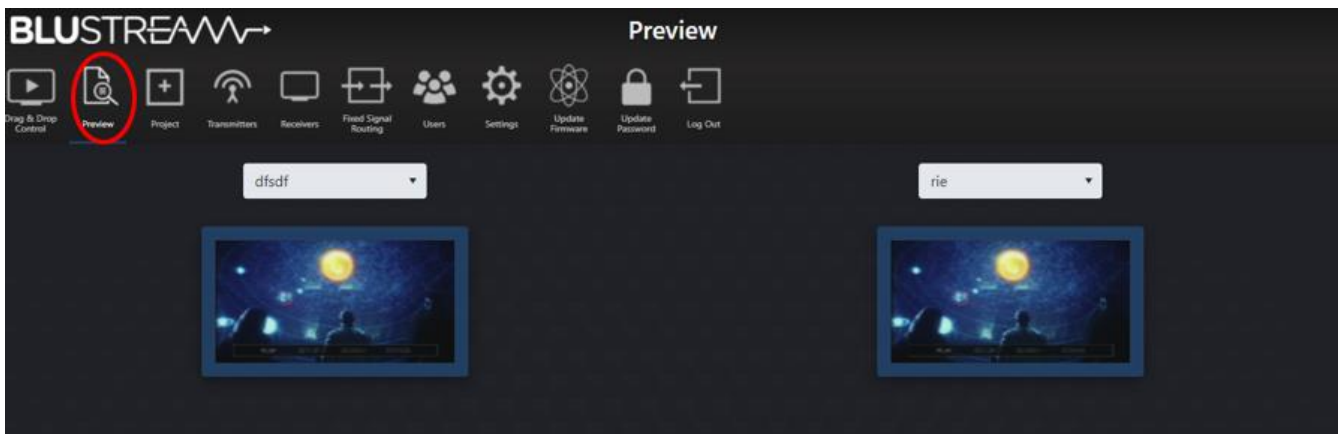 BLUSTREAM
Preview
Drag & Drop
Control
Preview
Project
Transmitters
Receivers
Fixed Signal
Routing
Users
Settings
Update
Firmware
Update
Password
Log Out
dfsdf
rie